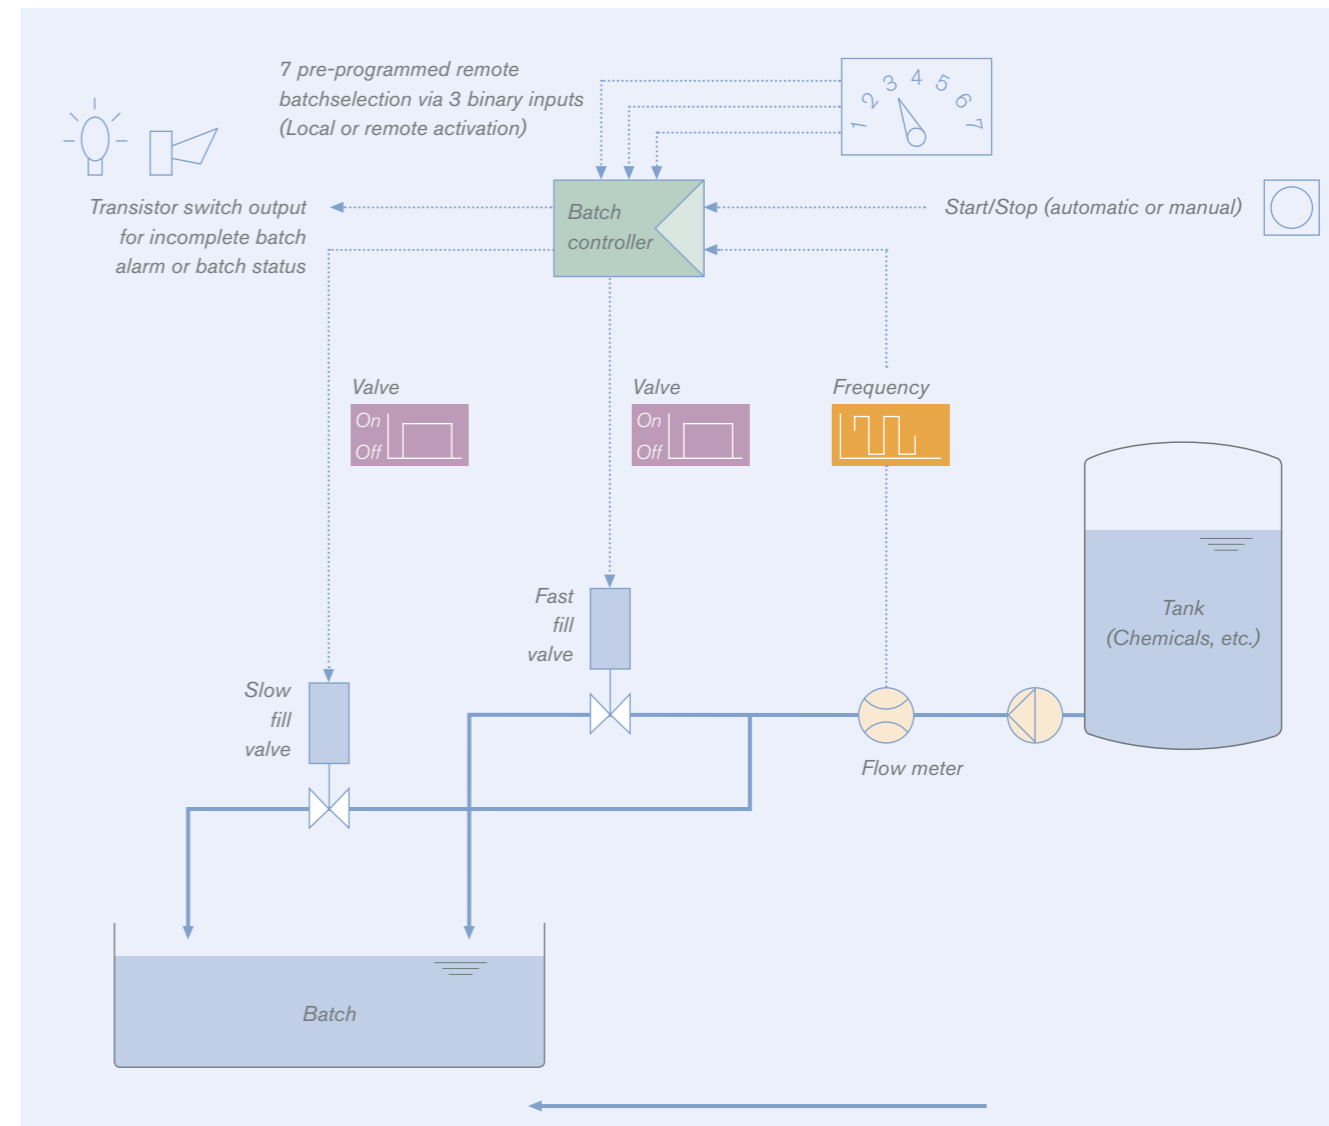 7 pre-programmed remote
batchselection via 3 binary inputs
(Local or remote activation)
1 2 3 4 5 6 7
Transistor switch output
for incomplete batch
alarm or batch status
Batch
controller
Start/Stop (automatic or manual)
Valve
On
Off
Valve
On
Off
Frequency
Fast
fill
valve
Tank
(Chemicals, etc.)
Slow
fill
valve
Flow meter
Batch